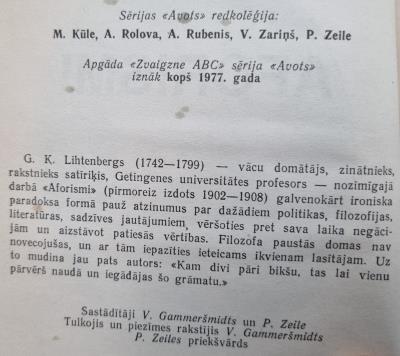 Sērijas «Avots» redkolēģija:
M. Kūle, A. Rolova, A. Rubenis, V. Zariņš, P. Zeile
Apgāda «Zvaigzne ABC» sērija «Avots»
iznāk kopš 1977. gada
G. K. Lihtenbergs (1742—1799) — vācu domātājs, zinātnieks,
rakstnieks satīriķis, Getingenes universitātes profesors — nozīmīgajā
darbā «Aforismi» (pirmoreiz izdots 1902—1908) galvenokārt ironiska
paradoksa formā pauž atzinumus par dažādiem politikas, filozofijas,
literatūras, sadzīves jautājumiem, vēršoties pret sava laika negāci-
jām un aizstāvot patiesās vērtības. Filozofa paustās domas nav
novecojušas, un ar tām iepazīties ieteicams ikvienam lasītājam. Uz
to mudina jau pats autors: «Kam divi pāri bikšu, tas lai vienu
pārvērš naudā un iegādājas šo grāmatu.»
Sastādītāji V. Gammeršmidts un P. Zeile
Tulkojis un piezīmes rakstījis V. Gammeršmidts
P. Zeiles priekšvārds